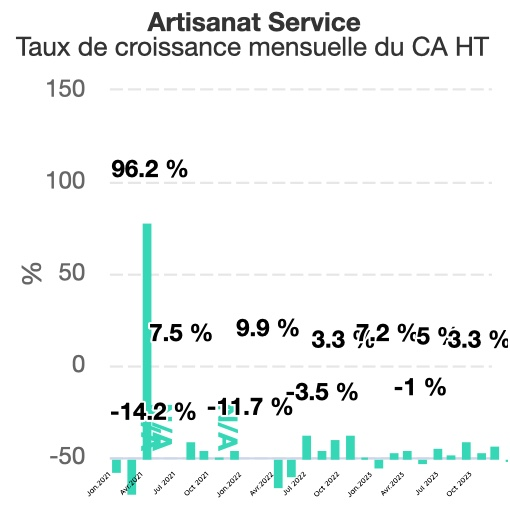 Artisanat Service
Taux de croissance mensuelle du CA HT
150
100
50
0
-50
%
96.2 %
-14.2 %
7.5 %
N/A
-11.7 %
N/A
9.9 %
-3.5 %
3.3 %
7.2 %
-1 %
5 %
3.3 %
Jan.2021
Avr.2021
Jul 2021
Oct 2021
Jan.2022
Avr.2022
Jul 2022
Oct 2022
Jan.2023
Avr.2023
Jul 2023
Oct 2023